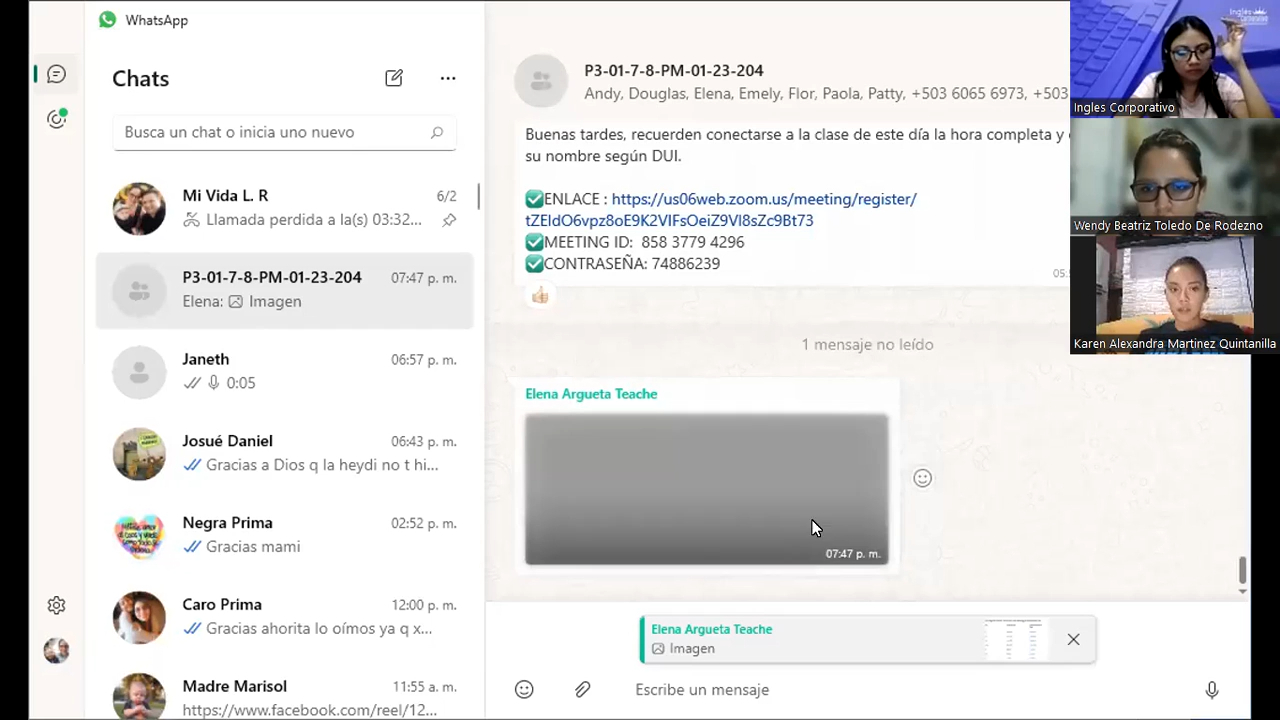 WhatsApp
Chats
Busca un chat o inicia uno nuevo
Mi Vida L. R
6/2
Llamada perdida a la(s) 03:32...
P3-01-7-8-PM-01-23-204
07:47 p. m.
Elena: Imagen
Janeth
06:57 p. m.
0:05
Josué Daniel
06:43 p. m.
Gracias a Dios q la heydi no t hi...
Negra Prima
02:52 p. m.
Gracias mami
Caro Prima
12:00 p. m.
Gracias ahorita lo oímos ya q x...
Madre Marisol
11:55 a. m.
https://www.facebook.com/reel/12...
P3-01-7-8-PM-01-23-204
Andy, Douglas, Elena, Emely, Flor, Paola, Patty, +503 6065 6973, +503
Buenas tardes, recuerden conectarse a la clase de este día la hora completa y
su nombre según DUI.
✅ENLACE : https://us06web.zoom.us/meeting/register/
tZEldO6vpz8oE9K2VIFsOeiZ9Vl8sZc9Bt73
✅MEETING ID: 858 3779 4296
✅CONTRASEÑA: 74886239
1 mensaje no leído
Elena Argueta Teache
07:47 p. m.
Elena Argueta Teache
Imagen
Escribe un mensaje
Ingles Corporativo
Wendy Beatriz Toledo De Rodezno
Karen Alexandra Martinez Quintanilla